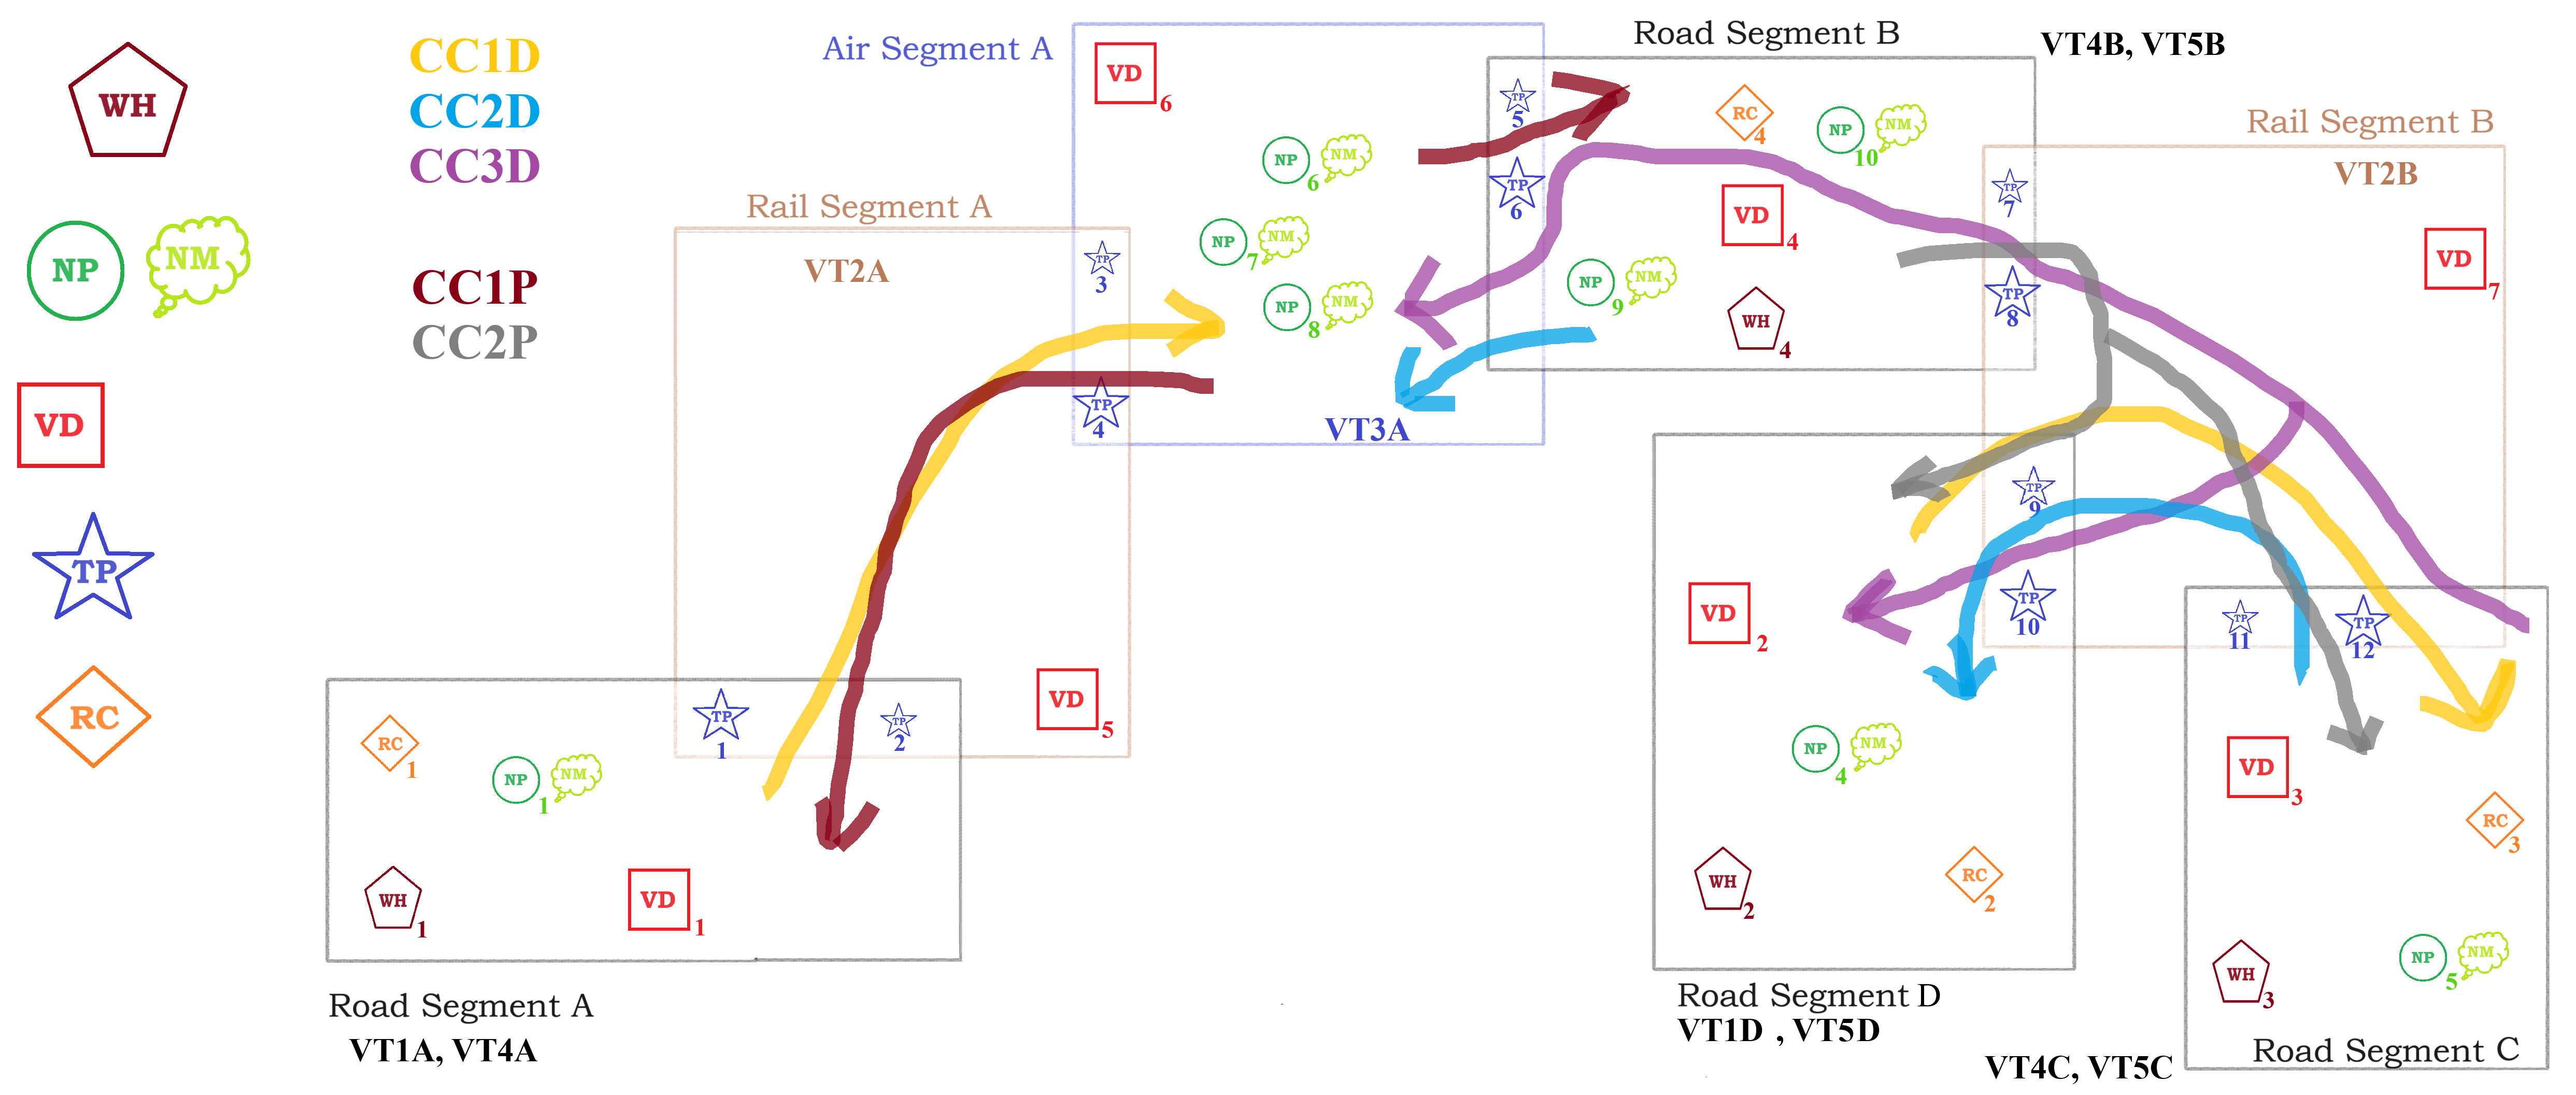 WH
NP NM
VD
TP
RC
CC1D
CC2D
CC3D
CC1P
CC2P
Rail Segment A
VT2A
TP
3
TP
4
VD
5
TP
1
TP
2
RC
1
NP NM
1
WH
1
VD
1
Road Segment A
VT1A, VT4A
Air Segment A
VD
6
NP NM
6
NP NM
7
NP NM
8
VT3A
Road Segment B
VT4B, VT5B
TP
5
TP
6
RC
4
NP NM
10
VD
4
NP NM
9
WH
4
Rail Segment B
VT2B
TP
7
TP
8
VD
7
TP
9
TP
10
VD
2
NP NM
4
WH
2
RC
2
Road Segment D
VT1D , VT5D
TP
11
TP
12
VD
3
RC
3
NP NM
5
WH
3
Road Segment C
VT4C, VT5C